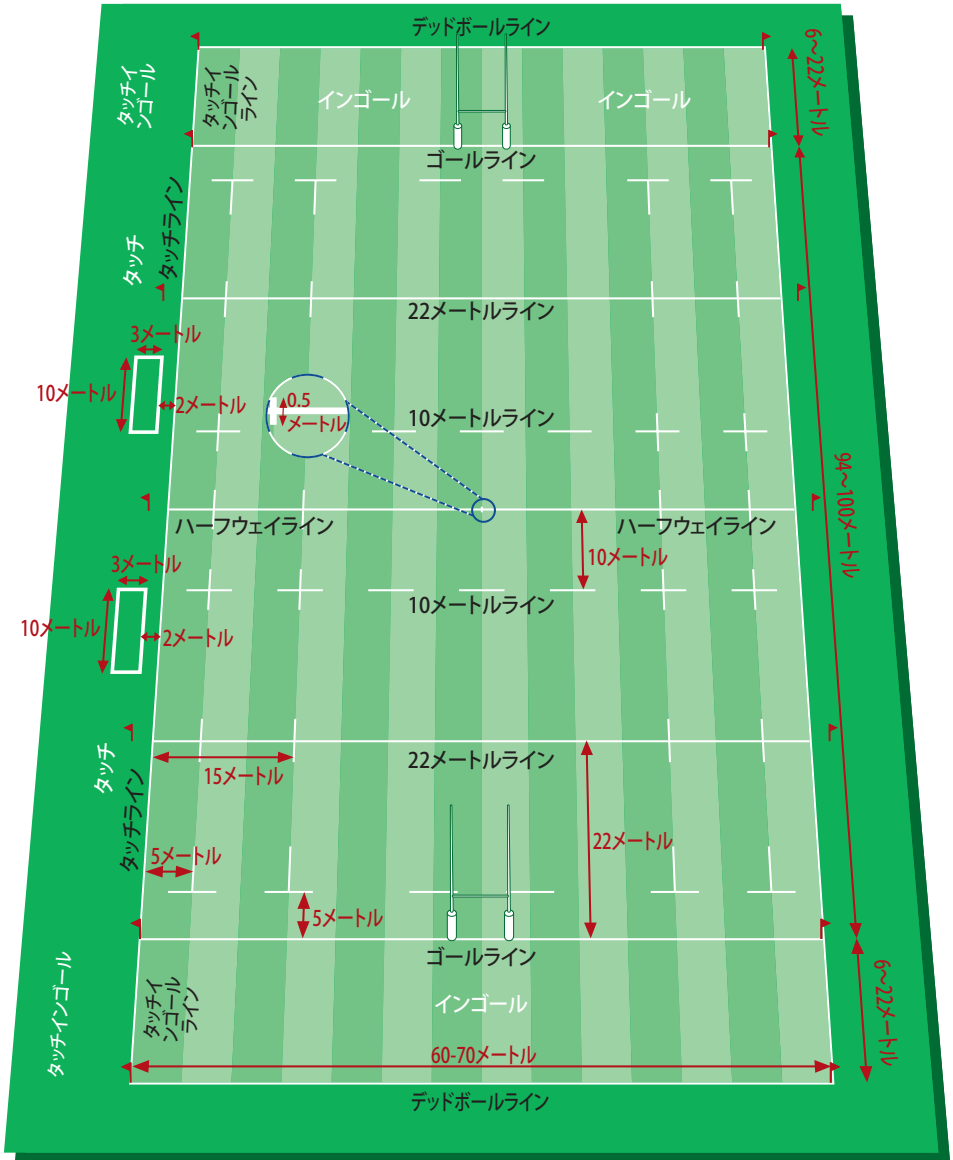 デッドボールライン
6～22メートル
タッチイ
ンゴール
タッチイ
ンゴール
ライン
インゴール
インゴール
ゴールライン
タッチライン
タッチ
22メートルライン
3メートル
10メートル
2メートル
0.5
メートル
10メートルライン
94～100メートル
ハーフウェイライン
ハーフウェイライン
10メートル
3メートル
10メートル
2メートル
10メートルライン
タッチ
タッチライン
22メートルライン
15メートル
22メートル
5メートル
5メートル
ゴールライン
タッチインゴール
タッチイ
ンゴール
ライン
インゴール
6～22メートル
60-70メートル
デッドボールライン